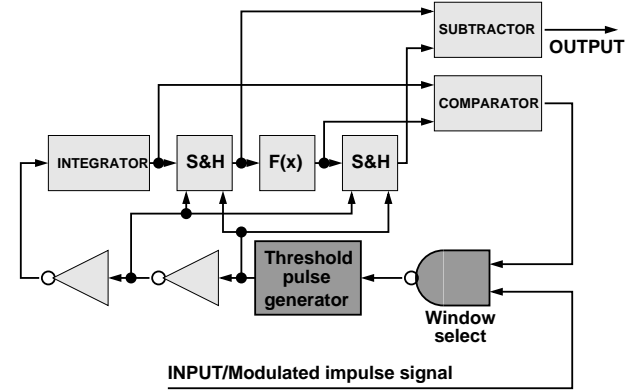 SUBTRACTOR
OUTPUT
COMPARATOR
INTEGRATOR
S&H
F(x)
S&H
Threshold
pulse
generator
Window
select
INPUT/Modulated impulse signal